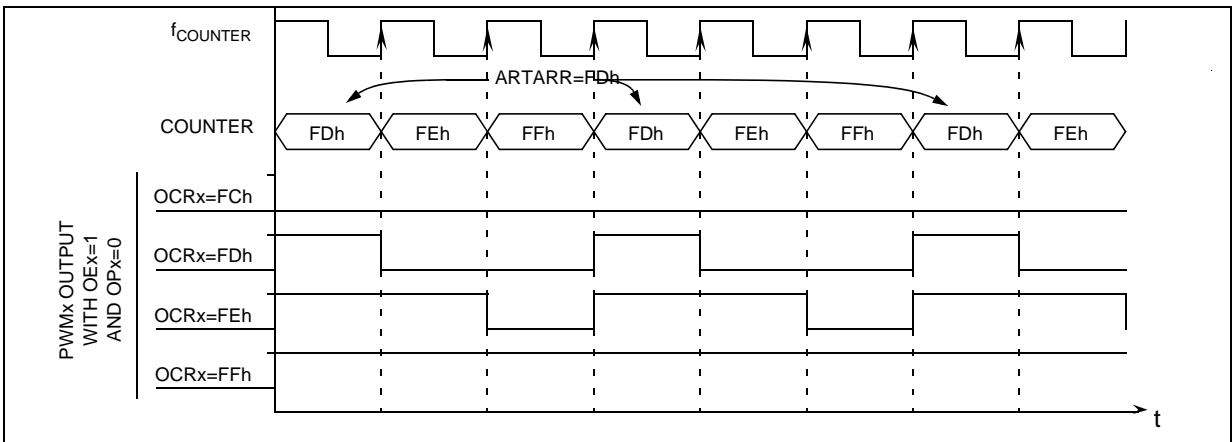 fCOUNTER
ARTARR=FDh
COUNTER
FDh FEh FFh FDh FEh FFh FDh FEh
PWMx OUTPUT
WITH OEx=1
AND OPx=0
OCRx=FCh
OCRx=FDh
OCRx=FEh
OCRx=FFh
t